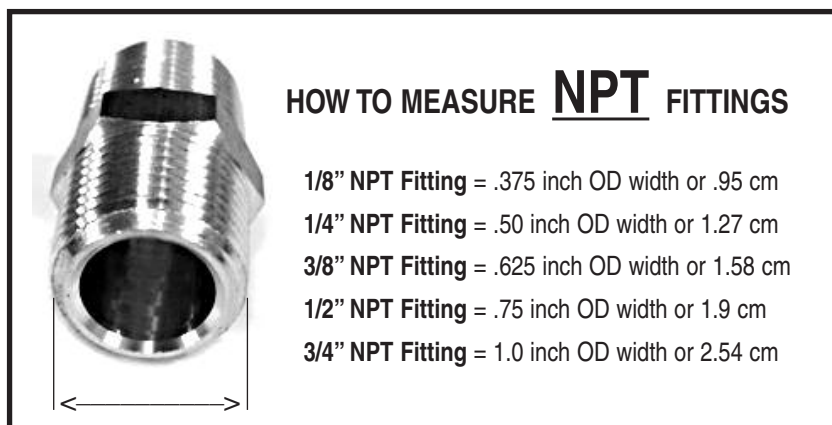 HOW TO MEASURE NPT FITTINGS
1/8” NPT Fitting = .375 inch OD width or .95 cm
1/4” NPT Fitting = .50 inch OD width or 1.27 cm
3/8” NPT Fitting = .625 inch OD width or 1.58 cm
1/2” NPT Fitting = .75 inch OD width or 1.9 cm
3/4” NPT Fitting = 1.0 inch OD width or 2.54 cm